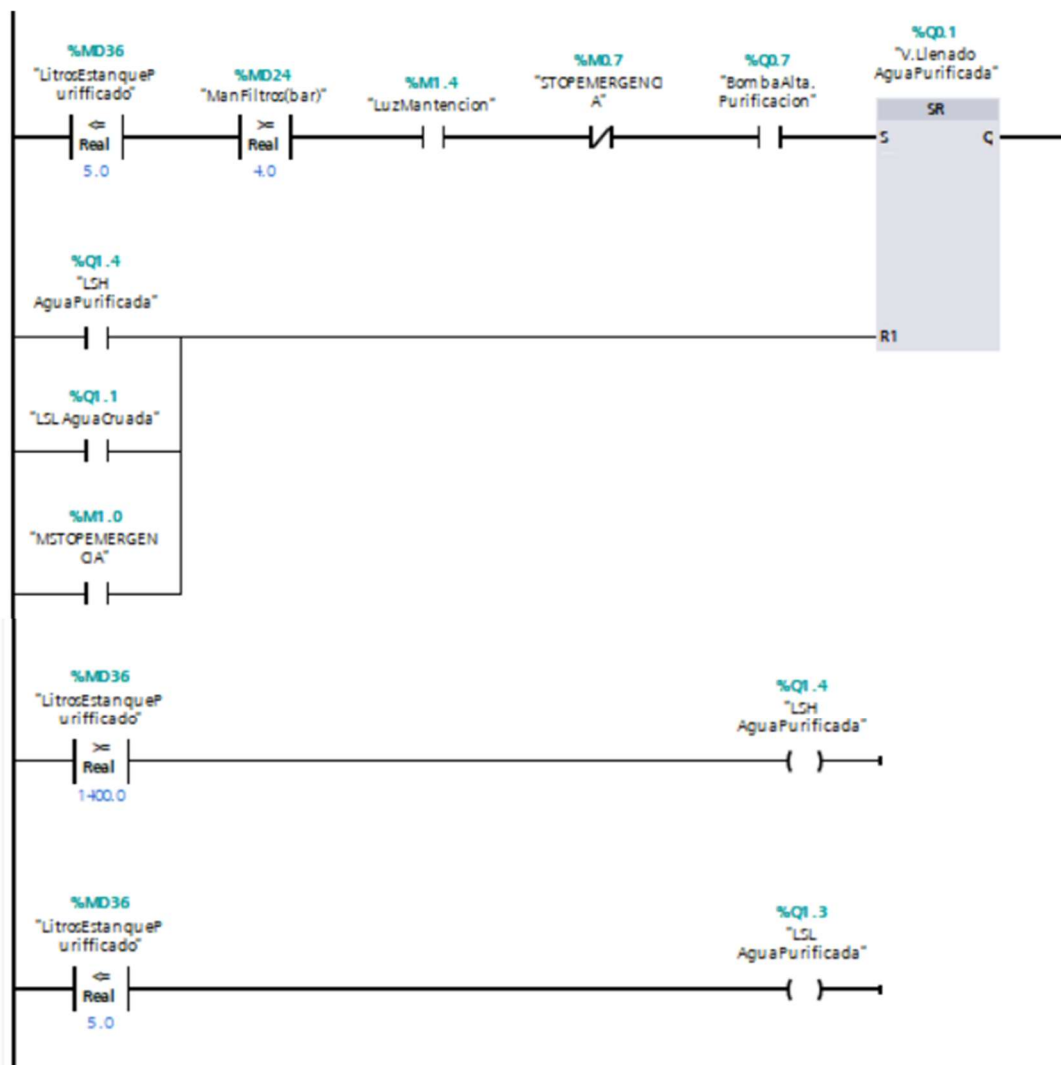 %MD36
"LitrosEstanqueP
urifficado"
<=
Real
5.0
%MD24
"ManFiltros(bar)"
>=
Real
4.0
%M1.4
"LuzMantencion"
%M0.7
"STOPEMERGENCI
A"
%Q0.7
"BombaAlta.
Purificacion"
%Q0.1
"V.Llenado
AguaPurificada"
SR
S
Q
R1
%Q1.4
"LSH
AguaPurificada"
%Q1.1
"LSL AguaCruada"
%M1.0
"MSTOPEMERGEN
CIA"
%MD36
"LitrosEstanqueP
urifficado"
>=
Real
1400.0
%Q1.4
"LSH
AguaPurificada"
%MD36
"LitrosEstanqueP
urifficado"
<=
Real
5.0
%Q1.3
"LSL
AguaPurificada"